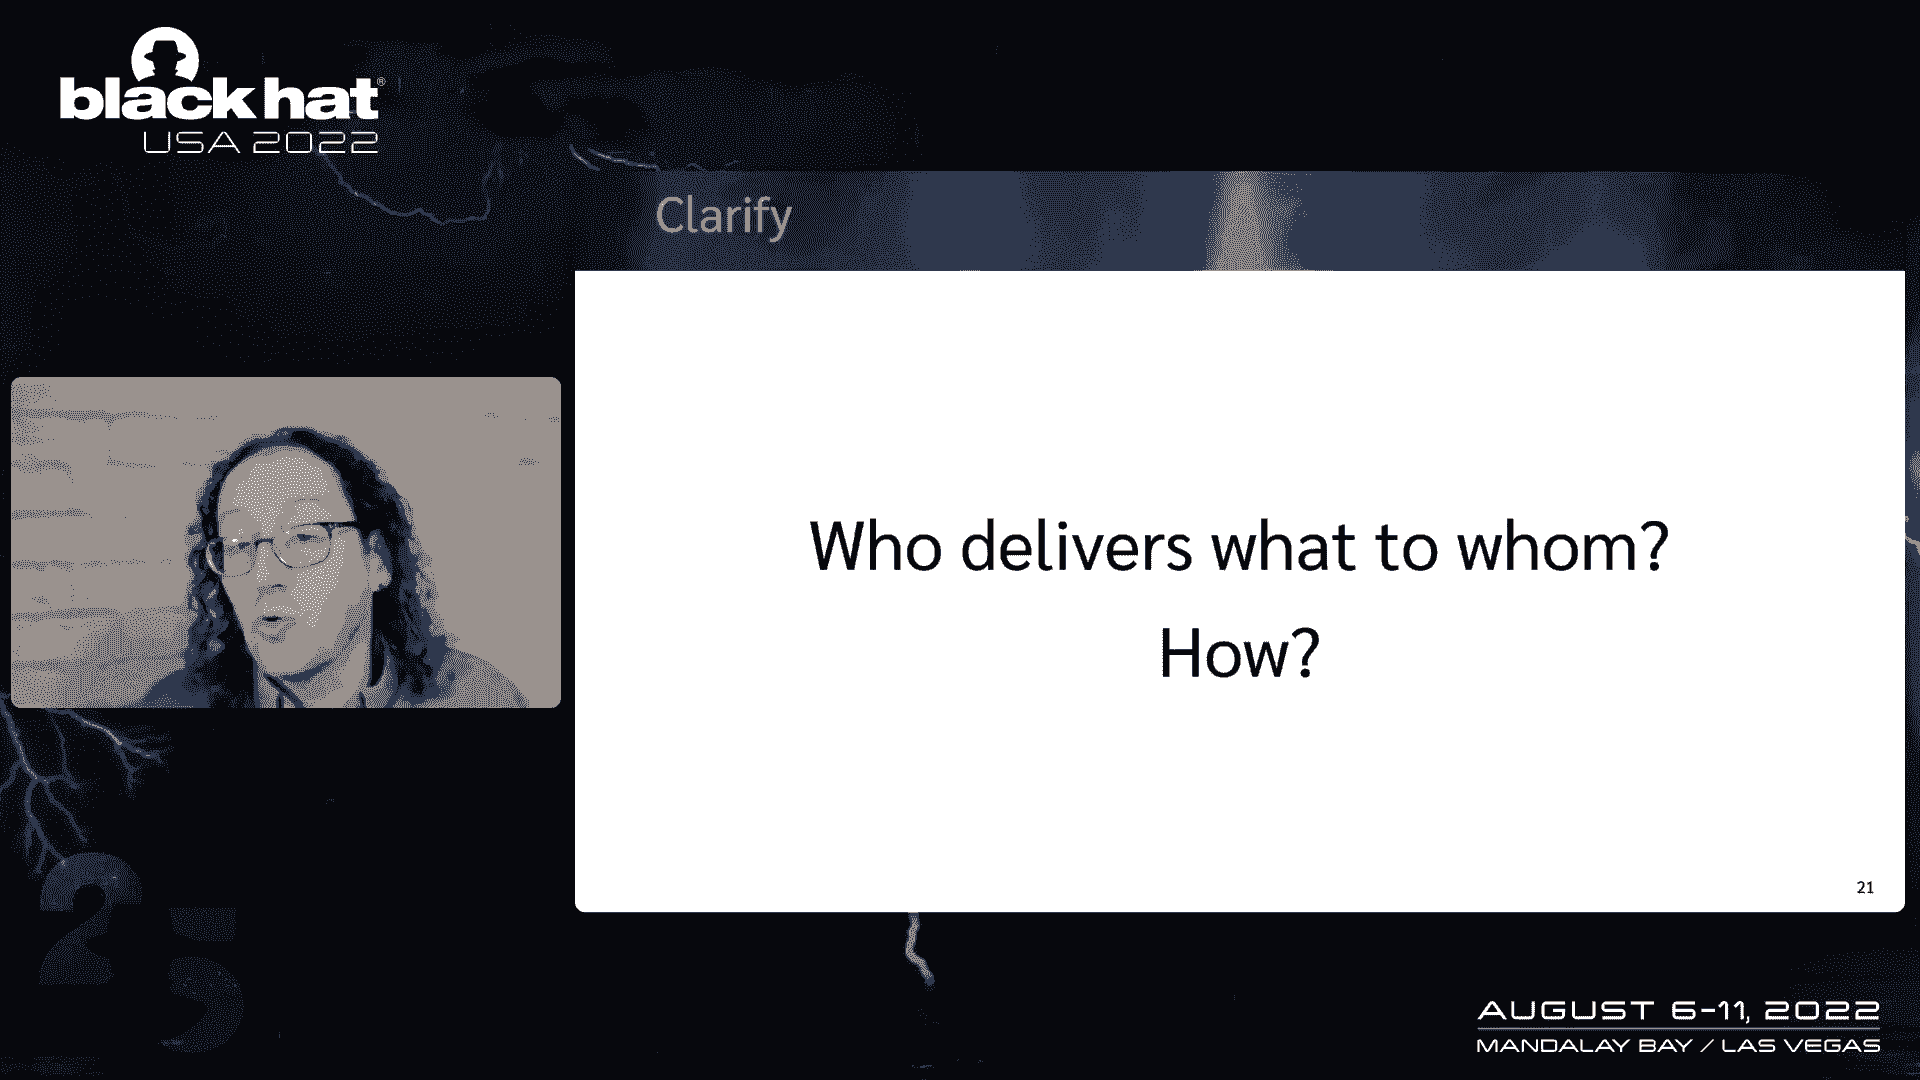 black hat®
USA 2022
Clarify
Who delivers what to whom?
How?
21
25
AUGUST 6-11, 2022
MANDALAY BAY / LAS VEGAS